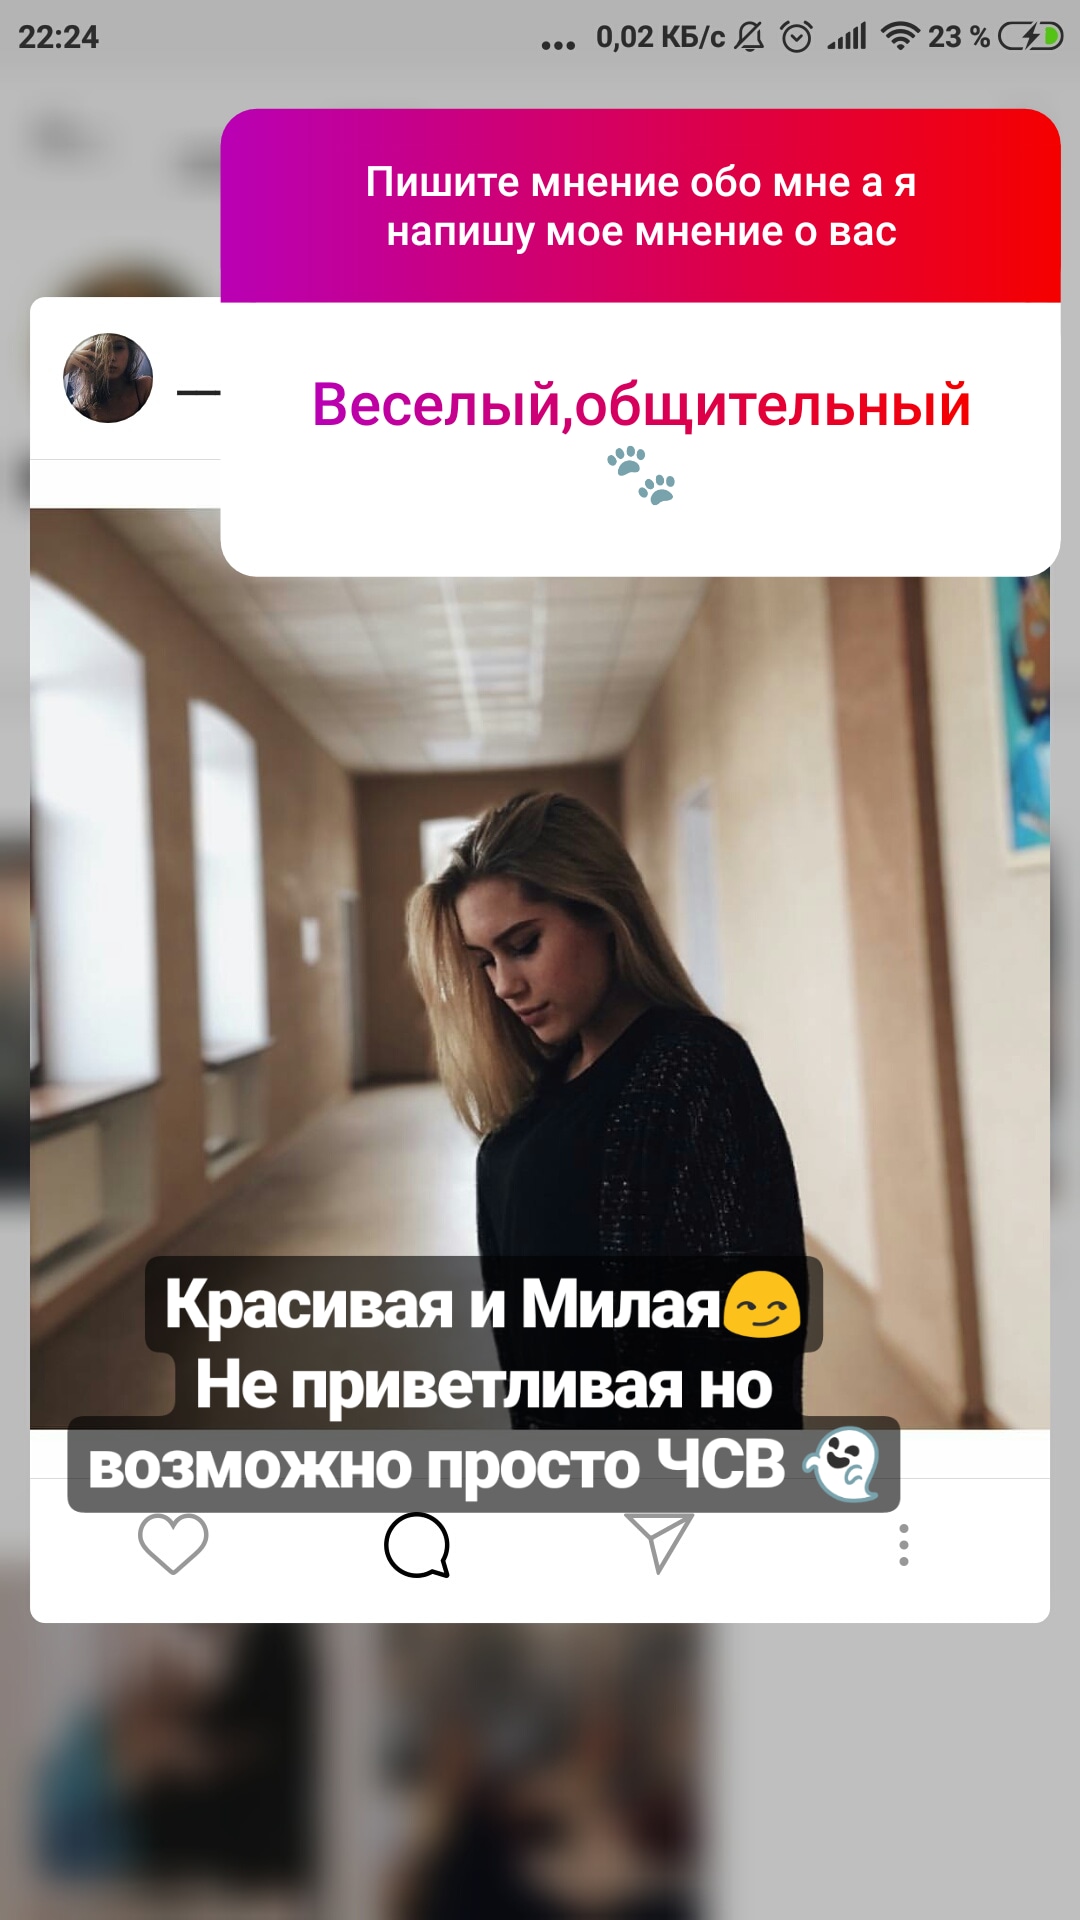 22:24
... 0,02 КБ/с 23 %
Пишите мнение обо мне а я
напишу мое мнение о вас
Веселый,общительный
🐾
Красивая и Милая😏
Не приветливая но
возможно просто ЧСВ 👻